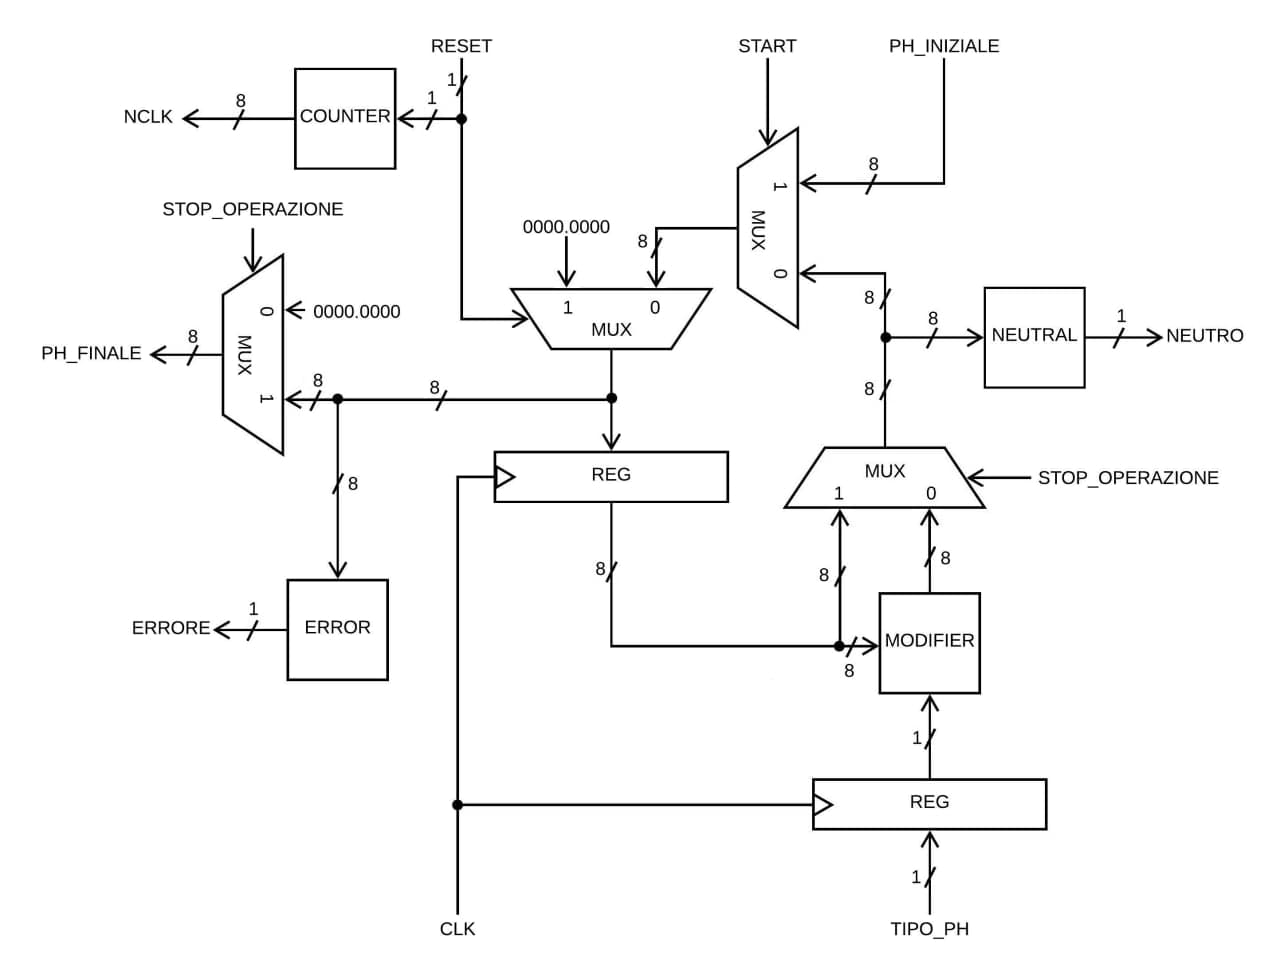 RESET
START
PH_INIZIALE
1
8
1
NCLK
COUNTER
8
1
STOP_OPERAZIONE
0000.0000
8
MUX
0
0
0000.0000
1
0
MUX
8
8
1
8
PH_FINALE
MUX
NEUTRAL
NEUTRO
8
8
8
1
MUX
STOP_OPERAZIONE
REG
1
0
8
8
8
8
1
ERRORE
ERROR
MODIFIER
8
1
REG
1
CLK
TIPO_PH